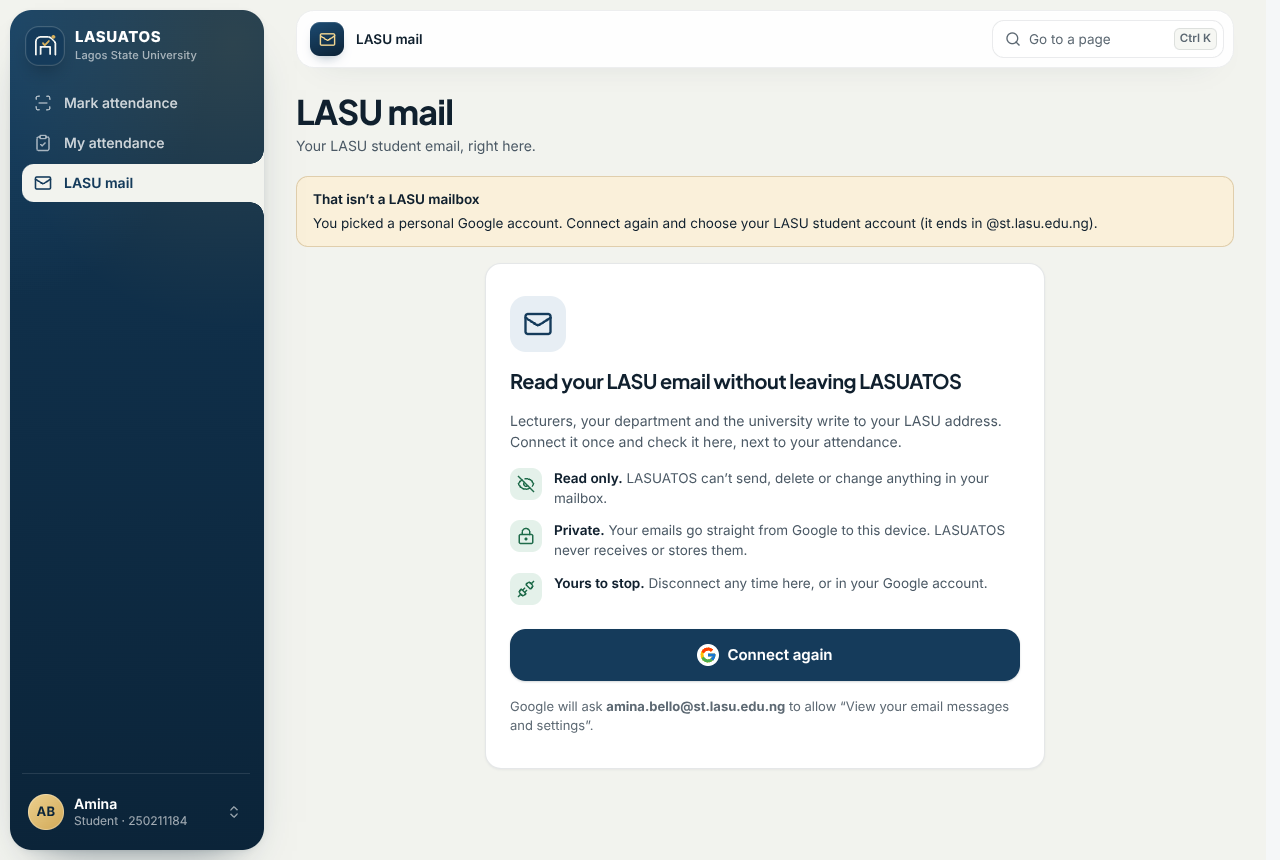 LASUATOS
Lagos State University
Mark attendance
My attendance
LASU mail
AB
Amina
Student · 250211184
LASU mail
Go to a page
Ctrl K
LASU mail
Your LASU student email, right here.
That isn’t a LASU mailbox
You picked a personal Google account. Connect again and choose your LASU student account (it ends in @st.lasu.edu.ng).
Read your LASU email without leaving LASUATOS
Lecturers, your department and the university write to your LASU address.
Connect it once and check it here, next to your attendance.
Read only. LASUATOS can’t send, delete or change anything in your
mailbox.
Private. Your emails go straight from Google to this device. LASUATOS
never receives or stores them.
Yours to stop. Disconnect any time here, or in your Google account.
Connect again
Google will ask amina.bello@st.lasu.edu.ng to allow “View your email messages
and settings”.